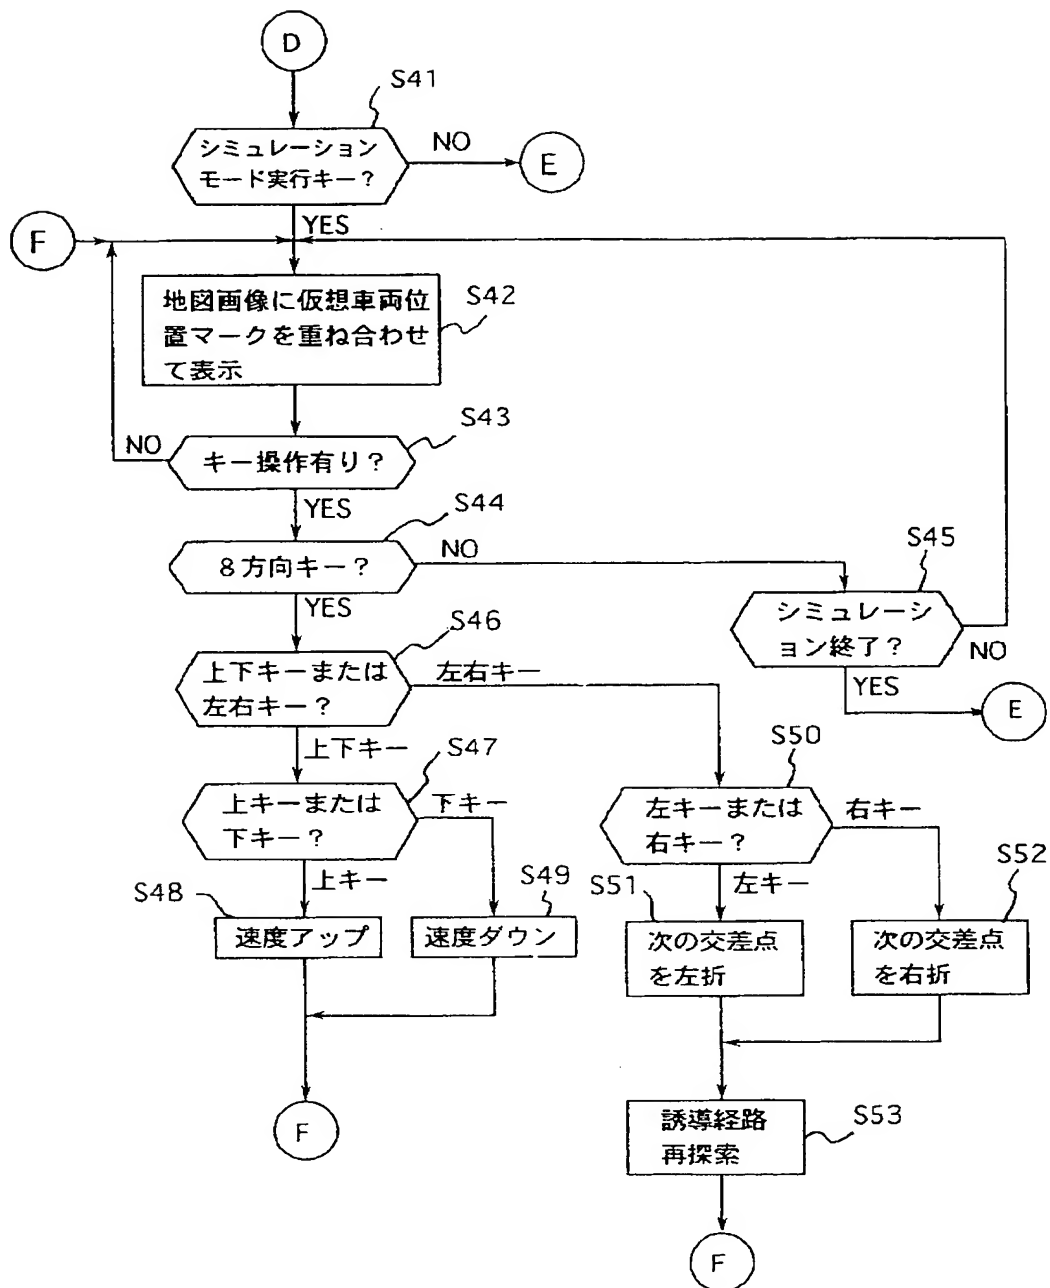 D
S41
シミュレーション
モード実行キー？
NO
E
YES
F
地図画像に仮想車両位
置マークを重ね合わせ
て表示
S42
S43
キー操作有り？
NO
YES
S44
8方向キー？
NO
YES
S45
シミュレーシ
ョン終了？
NO
YES
E
S46
上下キーまたは
左右キー？
左右キー
上下キー
S47
上キーまたは
下キー？
下キー
上キー
S48
速度アップ
S49
速度ダウン
F
S50
左キーまたは
右キー？
右キー
左キー
S51
次の交差点
を左折
S52
次の交差点
を右折
誘導経路
再探索
S53
F